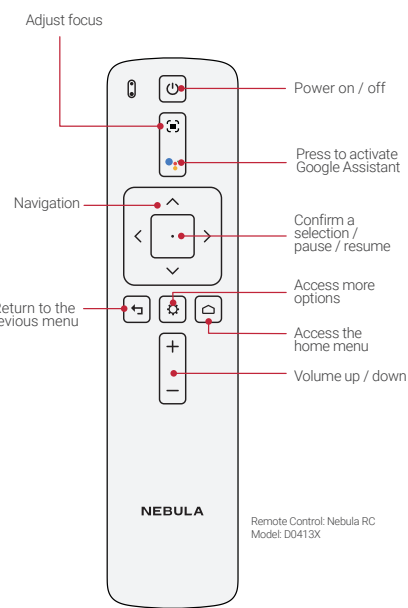 Adjust focus
Power on / off
Press to activate
Google Assistant
Navigation
Confirm a
selection /
pause / resume
Access more
options
Return to the
evious menu
Access the
home menu
+
Volume up / down
−
NEBULA
Remote Control: Nebula RC
Model: D0413X